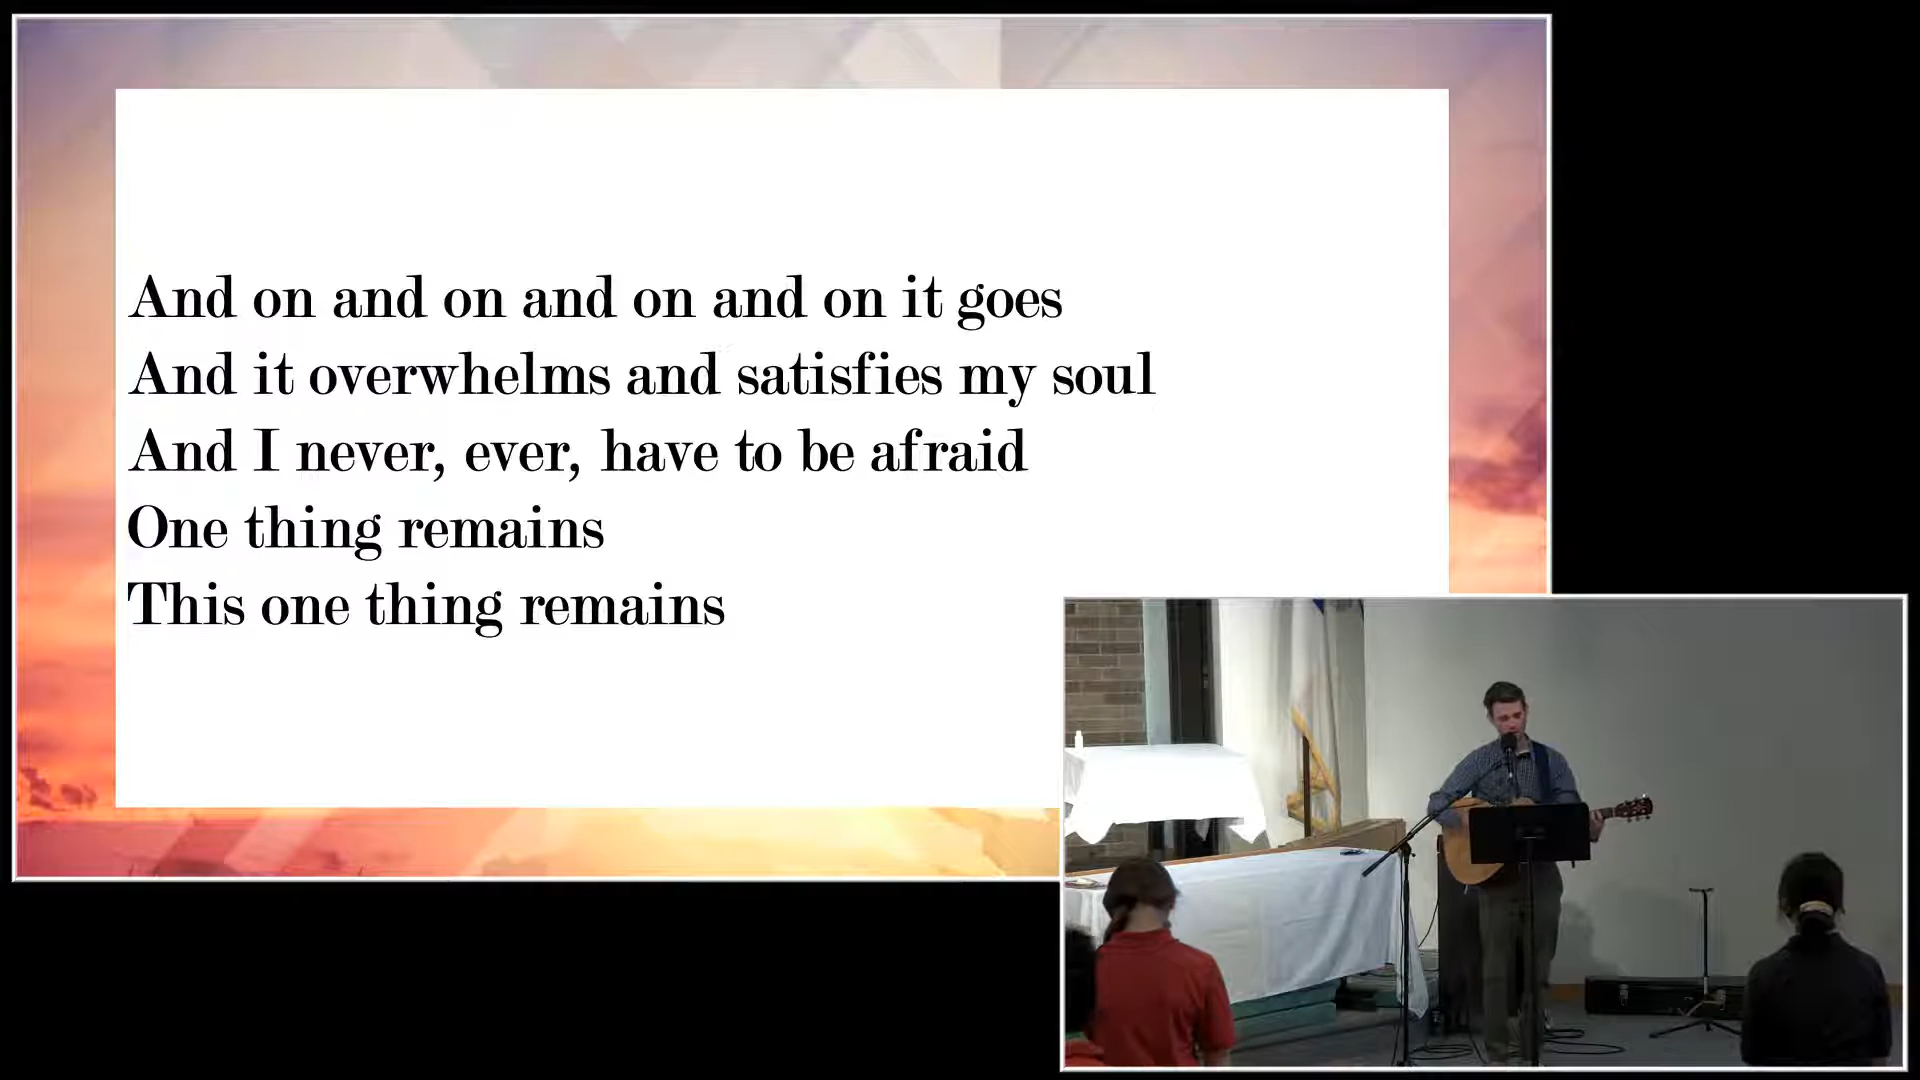 And on and on and on and on it goes
And it overwhelms and satisfies my soul
And I never, ever, have to be afraid
One thing remains
This one thing remains